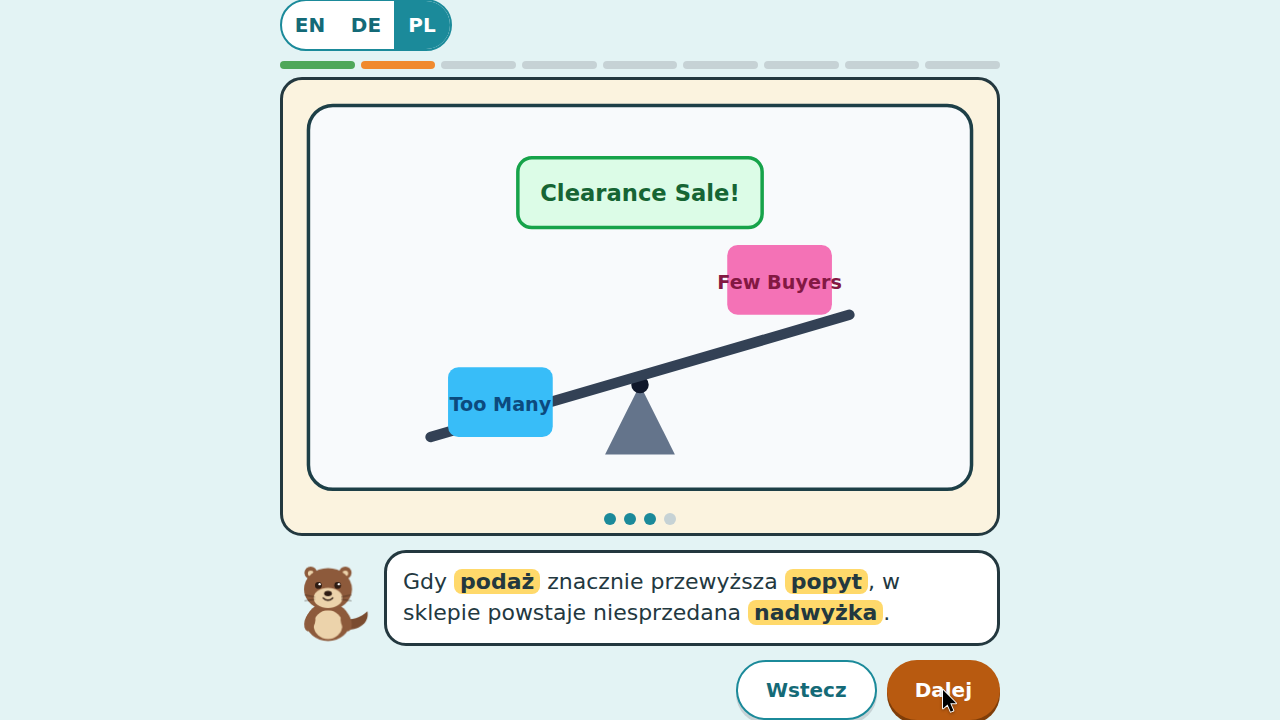 EN DE PL
Clearance Sale!
Few Buyers
Too Many
Gdy podaż znacznie przewyższa popyt, w
sklepie powstaje niesprzedana nadwyżka.
Wstecz Dalej